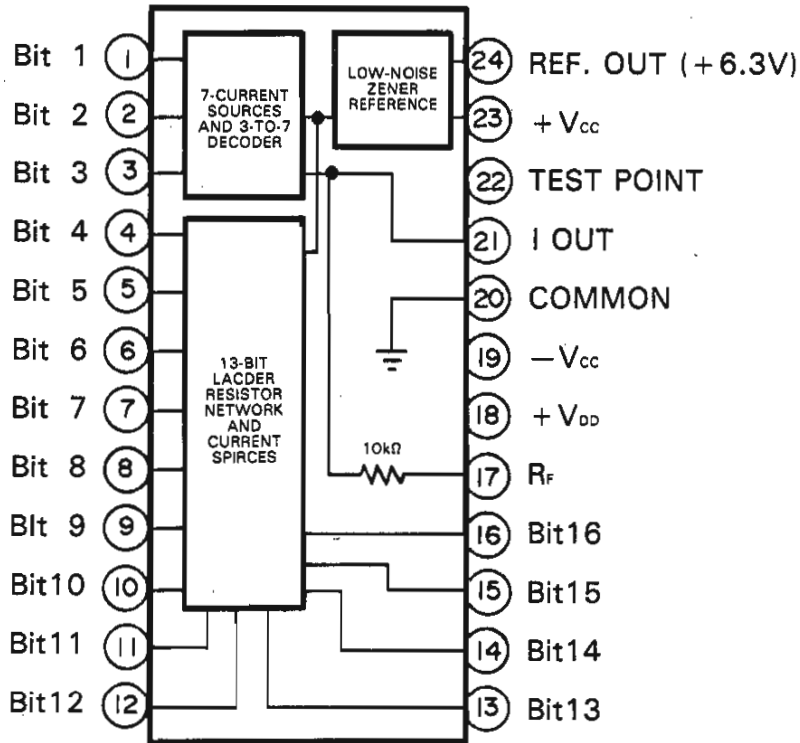 Bit 1 1
Bit 2 2
Bit 3 3
Bit 4 4
Bit 5 5
Bit 6 6
Bit 7 7
Bit 8 8
BIt 9 9
Bit10 10
Bit11 11
Bit12 12
7-CURRENT
SOURCES
AND 3-TO-7
DECODER
LOW-NOISE
ZENER
REFERENCE
13-BIT
LACDER
RESISTOR
NETWORK
AND
CURRENT
SPIRCES
10kΩ
24 REF. OUT (+6.3V)
23 +Vcc
22 TEST POINT
21 I OUT
20 COMMON
19 −Vcc
18 +VDD
17 RF
16 Bit16
15 Bit15
14 Bit14
13 Bit13